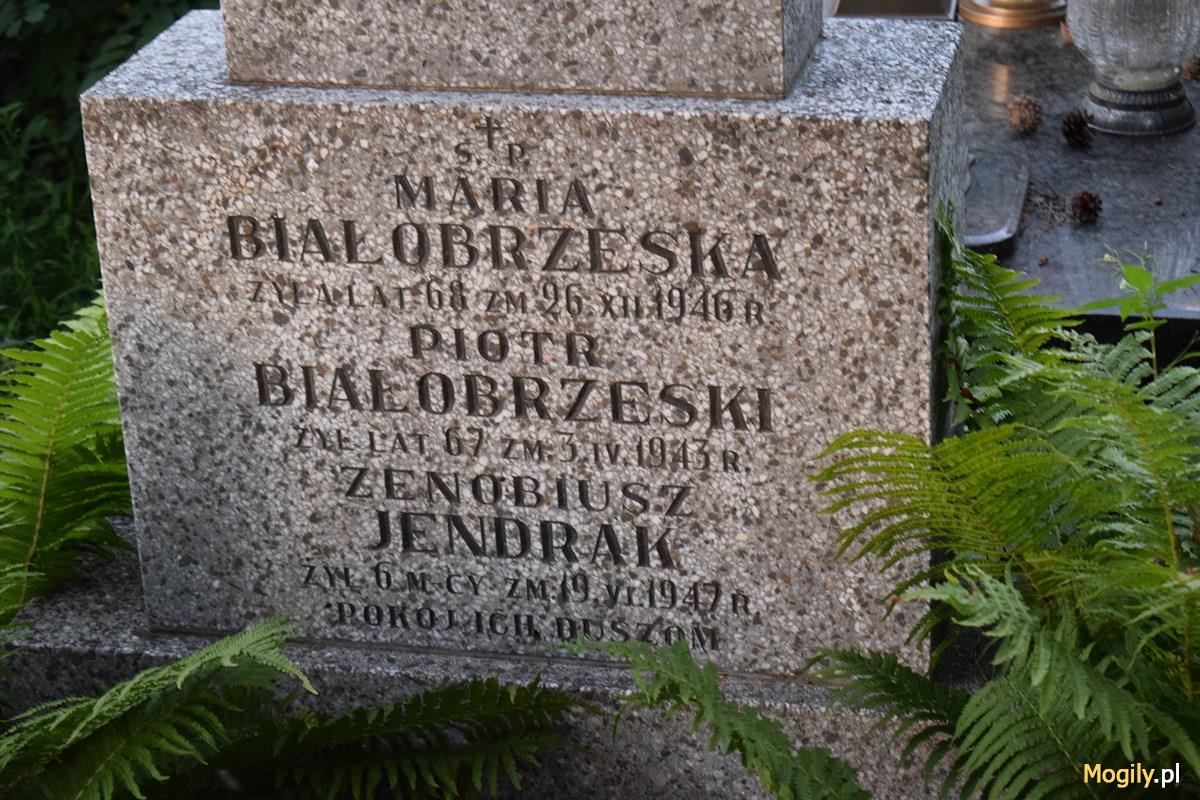 Ś. P.
MARIA
BIAŁOBRZESKA
ŻYŁA LAT 68 ZM 26 XII 1946 R.
PIOTR
BIAŁOBRZESKI
ŻYŁ LAT 67 ZM. 3. IV. 1943 R.
ZENOBIUSZ
JENDRAK
ŻYŁ 6 M-CY ZM. 19. VI. 1947 R.
POKÓJ ICH DUSZOM
Mogily.pl